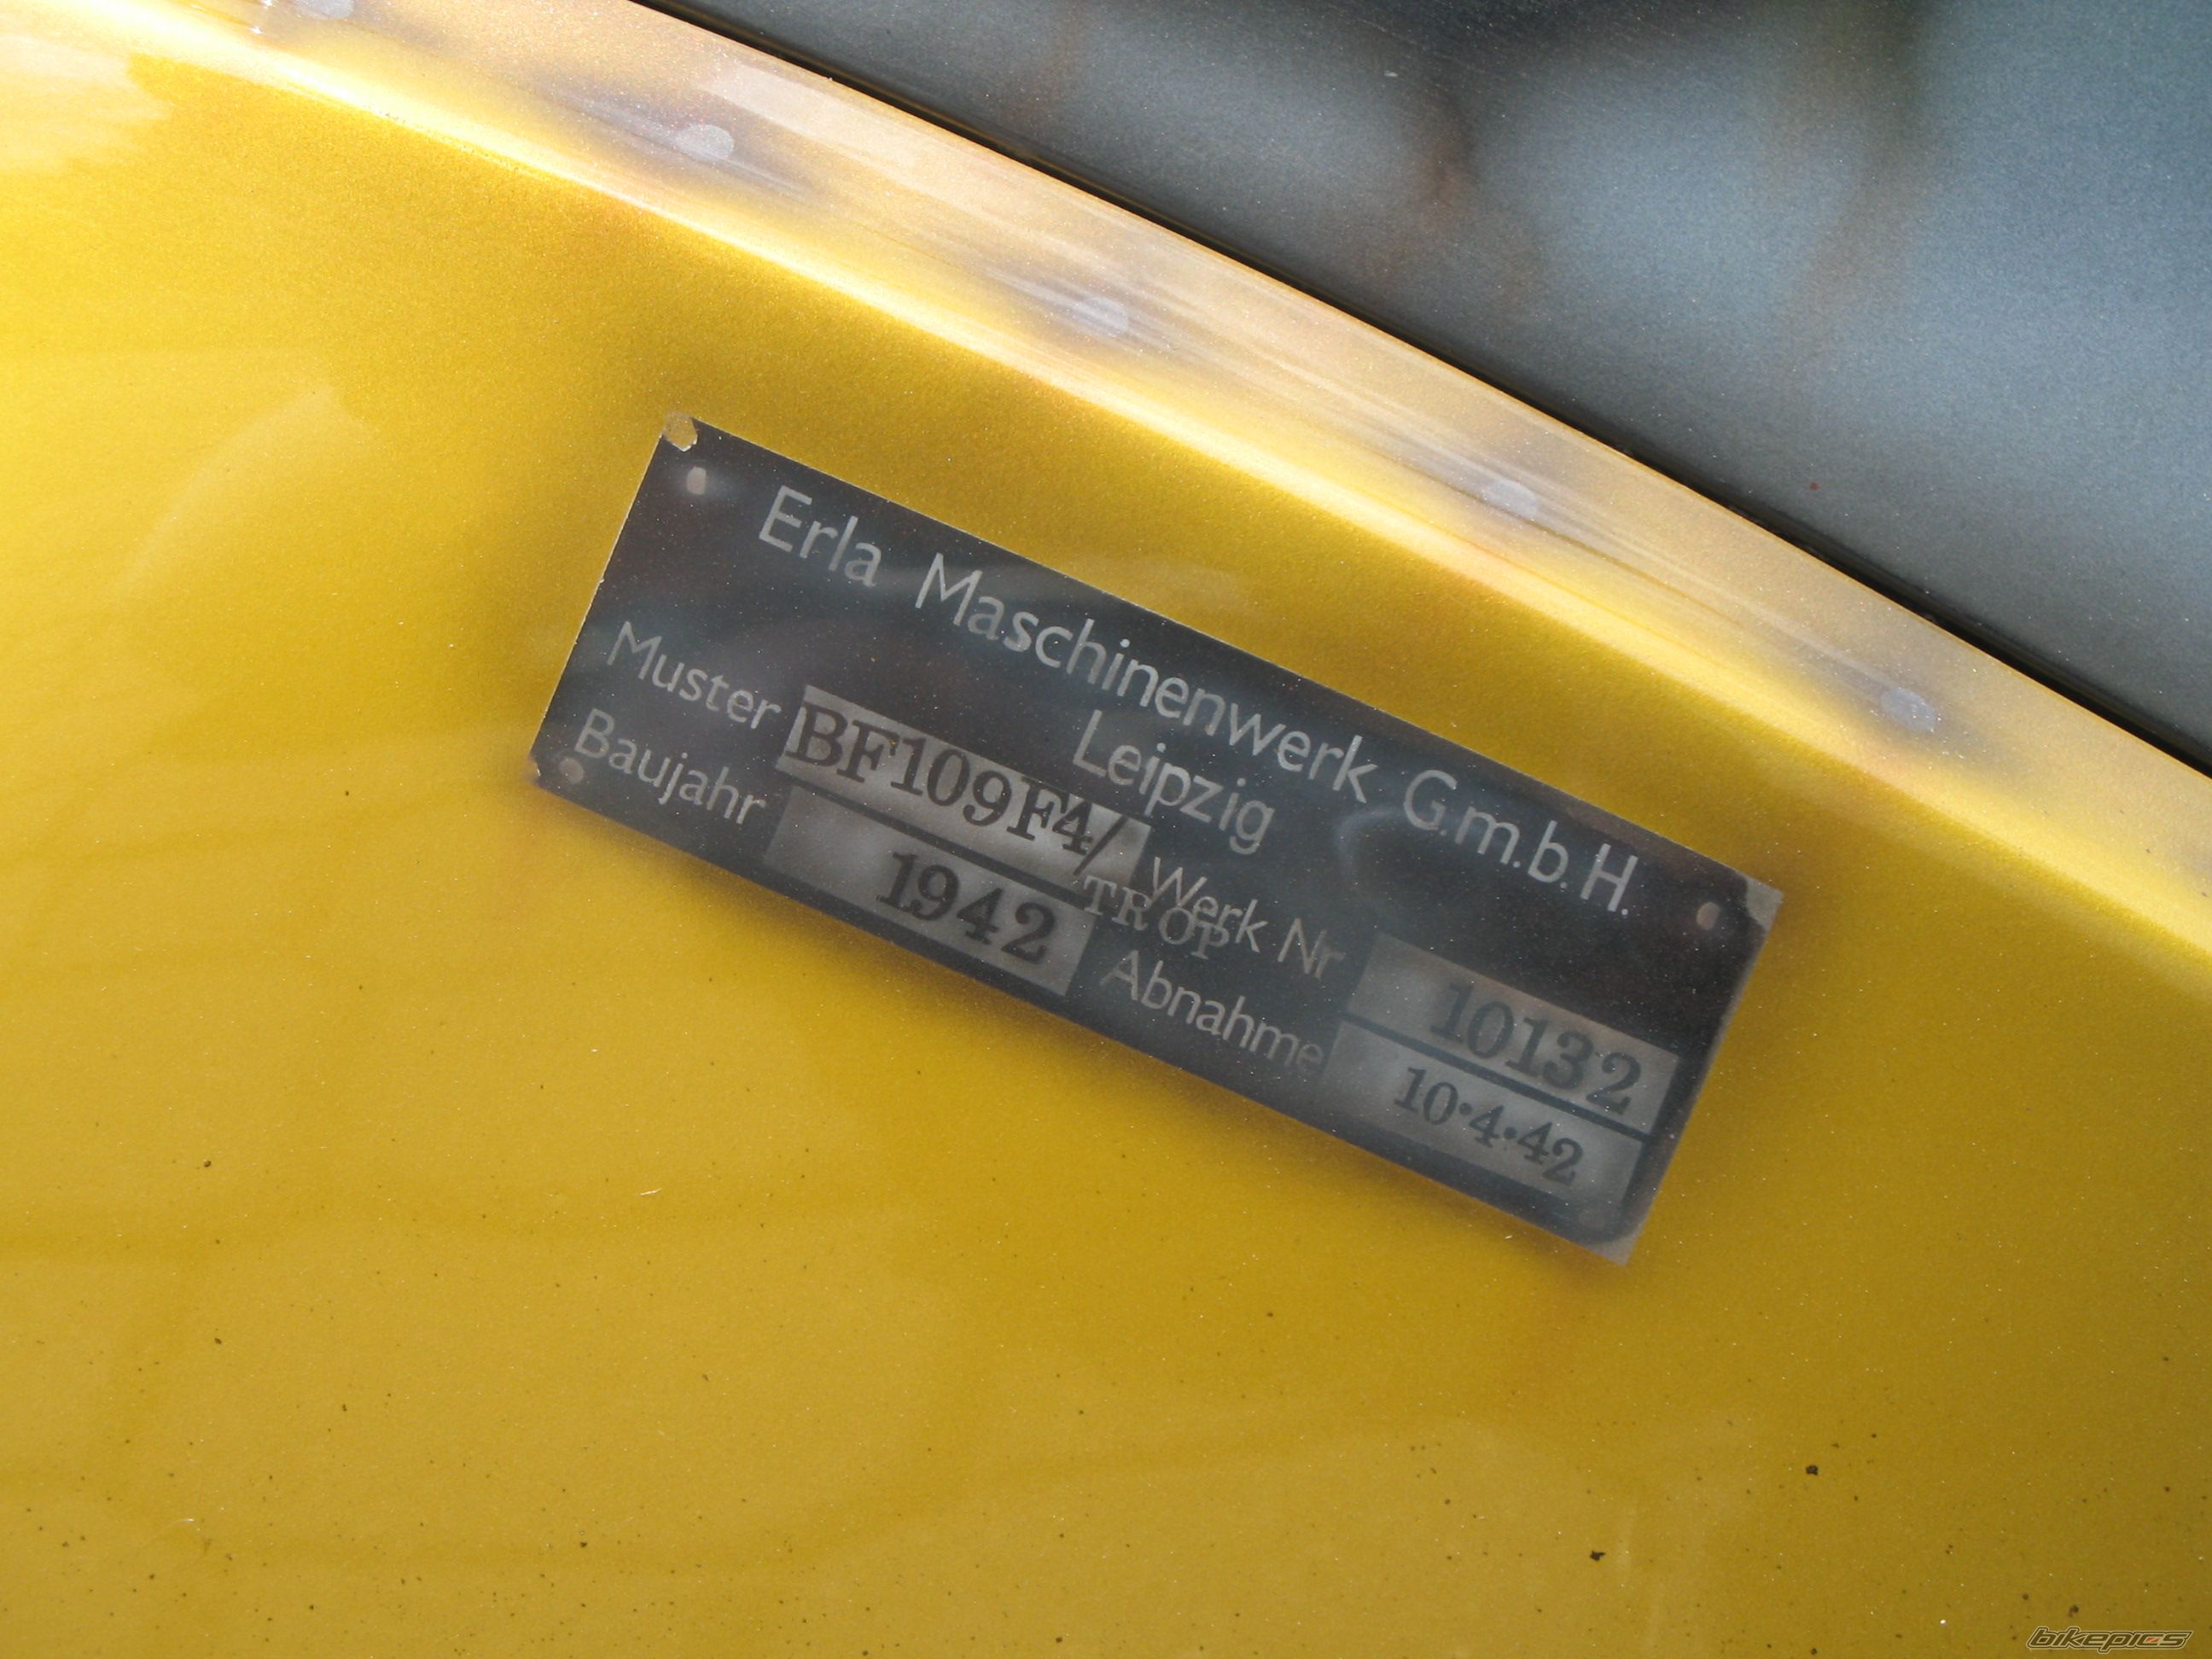 Erla Maschinenwerk G.m.b.H.
Leipzig
Muster BF109F4/TROP Werk Nr 10132
Baujahr 1942 Abnahme 10·4·42
bikepics